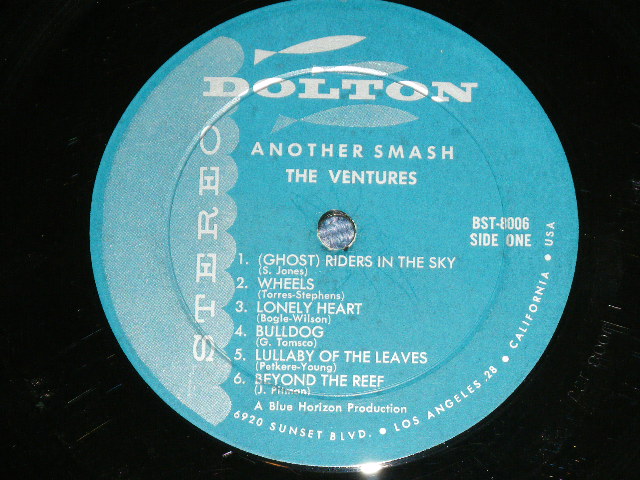 DOLTON
STEREO
ANOTHER SMASH
THE VENTURES
BST-8006
SIDE ONE
1. (GHOST) RIDERS IN THE SKY
(S. Jones)
2. WHEELS
(Torres-Stephens)
3. LONELY HEART
(Bogle-Wilson)
4. BULLDOG
(G. Tomsco)
5. LULLABY OF THE LEAVES
(Petkere-Young)
6. BEYOND THE REEF
(J. Pitman)
A Blue Horizon Production
6920 SUNSET BLVD. • LOS ANGELES 28 • CALIFORNIA • USA